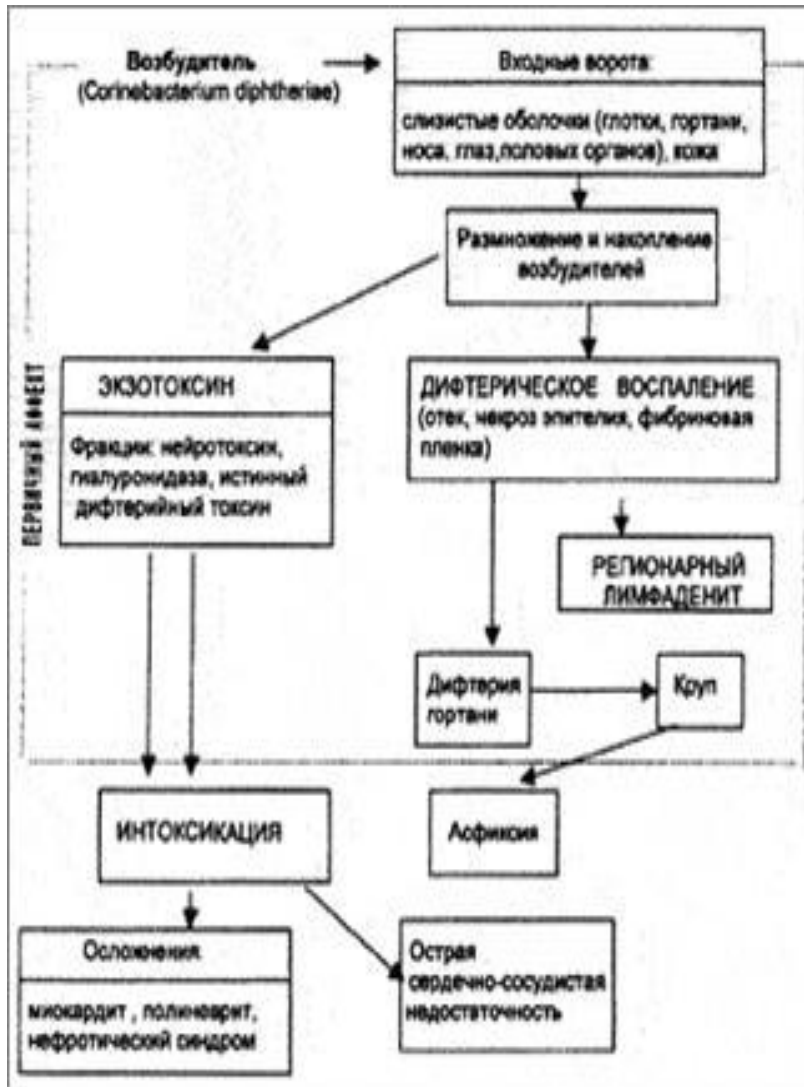 Возбудитель
(Corinebacterium diphtheriae)
Входные ворота:
слизистые оболочки (глотки, гортани,
носа, глаз,половых органов), кожа
Размножение и накопление
возбудителей
ПЕРВИЧНЫЙ АФФЕКТ
ЭКЗОТОКСИН
Фракции: нейротоксин,
гиалуронидаза, истинный
дифтерийный токсин
ДИФТЕРИЧЕСКОЕ ВОСПАЛЕНИЕ
(отек, некроз эпителия, фибриновая
пленка)
РЕГИОНАРНЫЙ
ЛИМФАДЕНИТ
Дифтерия
гортани
Круп
ИНТОКСИКАЦИЯ
Асфиксия
Осложнения
миокардит , полиневрит,
нефротический синдром
Острая
сердечно-сосудистая
недостаточность